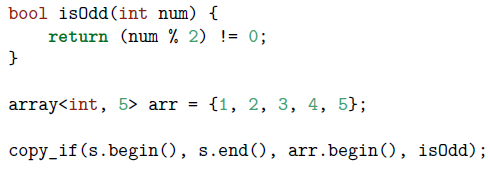 bool isOdd(int num) {
    return (num % 2) != 0;
}

array<int, 5> arr = {1, 2, 3, 4, 5};

copy_if(s.begin(), s.end(), arr.begin(), isOdd);